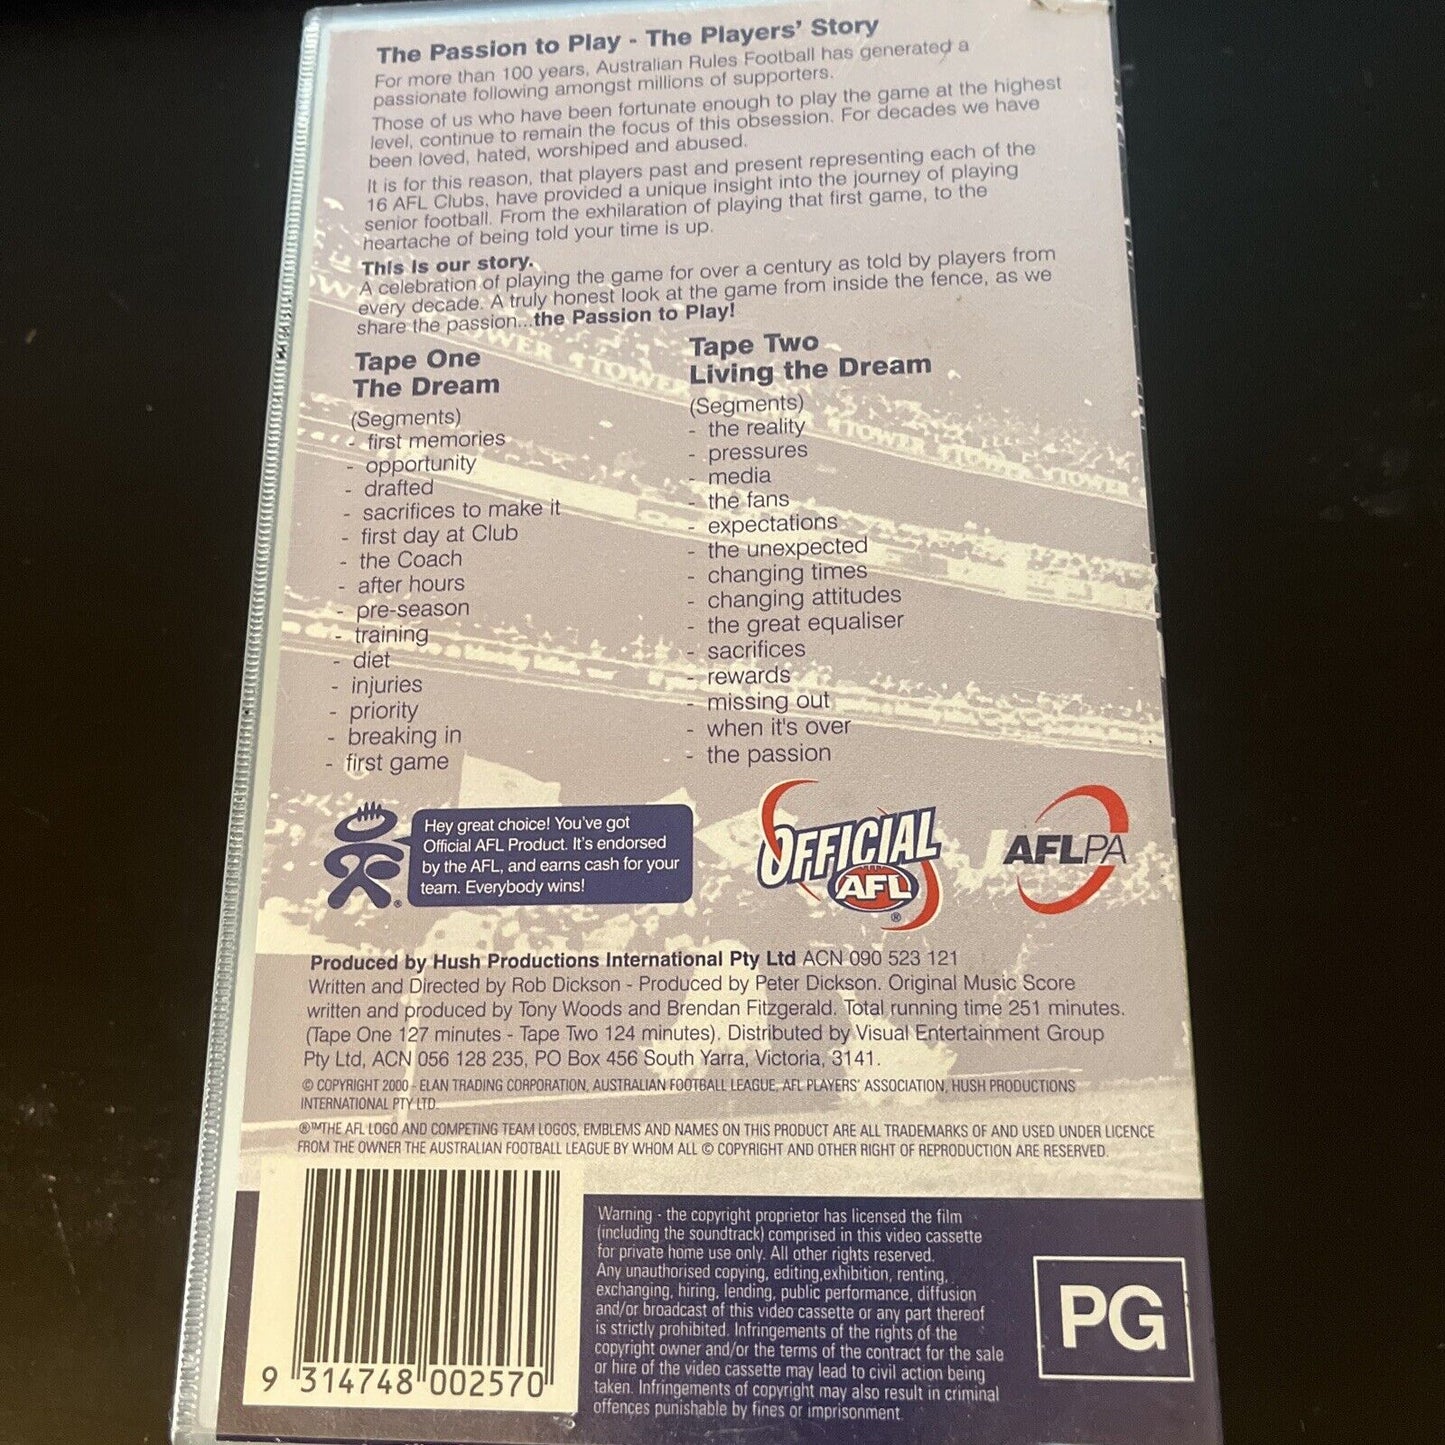 The Passion to Play - The Players' Story
For more than 100 years, Australian Rules Football has generated a
passionate following amongst millions of supporters.
Those of us who have been fortunate enough to play the game at the highest
level, continue to remain the focus of this obsession. For decades we have
been loved, hated, worshiped and abused.
It is for this reason, that players past and present representing each of the
16 AFL Clubs, have provided a unique insight into the journey of playing
senior football. From the exhilaration of playing that first game, to the
heartache of being told your time is up.
This is our story.
A celebration of playing the game for over a century as told by players from
every decade. A truly honest look at the game from inside the fence, as we
share the passion...the Passion to Play!
Tape One
The Dream
(Segments)
- first memories
- opportunity
- drafted
- sacrifices to make it
- first day at Club
- the Coach
- after hours
- pre-season
- training
- diet
- injuries
- priority
- breaking in
- first game
Tape Two
Living the Dream
(Segments)
- the reality
- pressures
- media
- the fans
- expectations
- the unexpected
- changing times
- changing attitudes
- the great equaliser
- sacrifices
- rewards
- missing out
- when it's over
- the passion
TOWER TOWER
TOWER TOWER TOWER
Hey great choice! You've got
Official AFL Product. It's endorsed
by the AFL, and earns cash for your
team. Everybody wins!
®
OFFICIAL
AFL
®
AFLPA
Produced by Hush Productions International Pty Ltd ACN 090 523 121
Written and Directed by Rob Dickson - Produced by Peter Dickson. Original Music Score
written and produced by Tony Woods and Brendan Fitzgerald. Total running time 251 minutes.
(Tape One 127 minutes - Tape Two 124 minutes). Distributed by Visual Entertainment Group
Pty Ltd, ACN 056 128 235, PO Box 456 South Yarra, Victoria, 3141.
© COPYRIGHT 2000 - ELAN TRADING CORPORATION, AUSTRALIAN FOOTBALL LEAGUE, AFL PLAYERS' ASSOCIATION, HUSH PRODUCTIONS
INTERNATIONAL PTY LTD.
®™THE AFL LOGO AND COMPETING TEAM LOGOS, EMBLEMS AND NAMES ON THIS PRODUCT ARE ALL TRADEMARKS OF AND USED UNDER LICENCE
FROM THE OWNER THE AUSTRALIAN FOOTBALL LEAGUE BY WHOM ALL © COPYRIGHT AND OTHER RIGHT OF REPRODUCTION ARE RESERVED.
9 314748 002570
Warning - the copyright proprietor has licensed the film
(including the soundtrack) comprised in this video cassette
for private home use only. All other rights reserved.
Any unauthorised copying, editing,exhibition, renting,
exchanging, hiring, lending, public performance, diffusion
and/or broadcast of this video cassette or any part thereof
is strictly prohibited. Infringements of the rights of the
copyright owner and/or the terms of the contract for the sale
or hire of the video cassette may lead to civil action being
taken. Infringements of copyright may also result in criminal
offences punishable by fines or imprisonment.
PG